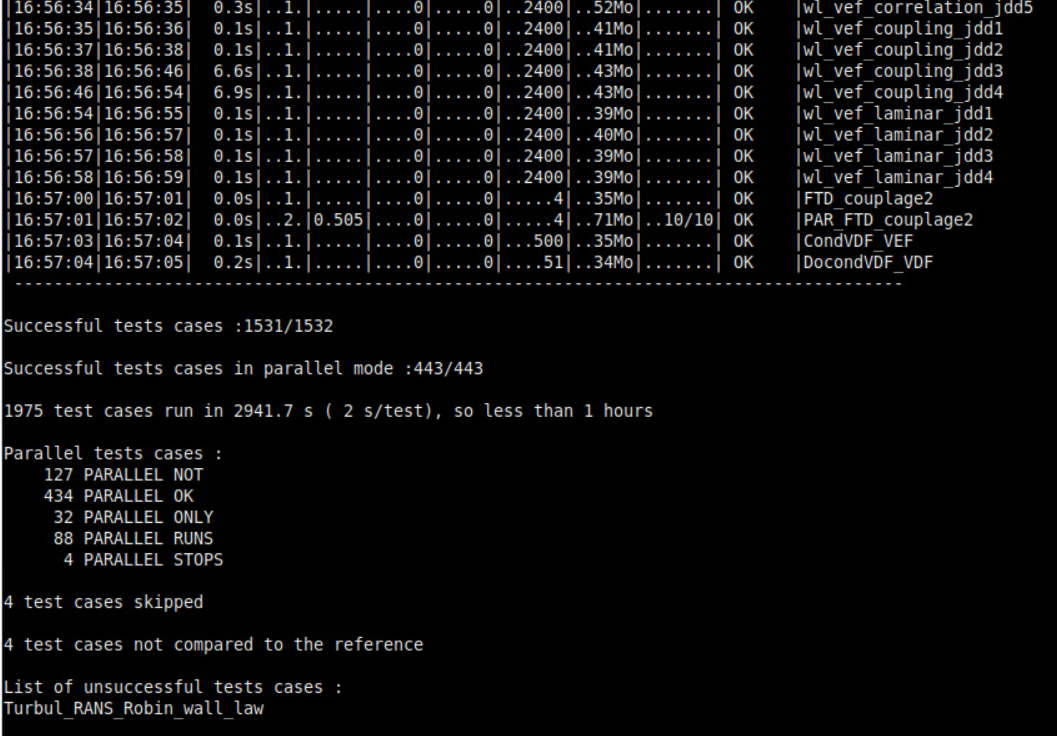 |16:56:34|16:56:35|  0.3s|..1.|.....|....0|.....0|..2400|..52Mo|.......| OK    |wl_vef_correlation_jdd5
|16:56:35|16:56:36|  0.1s|..1.|.....|....0|.....0|..2400|..41Mo|.......| OK    |wl_vef_coupling_jdd1
|16:56:37|16:56:38|  0.1s|..1.|.....|....0|.....0|..2400|..41Mo|.......| OK    |wl_vef_coupling_jdd2
|16:56:38|16:56:46|  6.6s|..1.|.....|....0|.....0|..2400|..43Mo|.......| OK    |wl_vef_coupling_jdd3
|16:56:46|16:56:54|  6.9s|..1.|.....|....0|.....0|..2400|..43Mo|.......| OK    |wl_vef_coupling_jdd4
|16:56:54|16:56:55|  0.1s|..1.|.....|....0|.....0|..2400|..39Mo|.......| OK    |wl_vef_laminar_jdd1
|16:56:56|16:56:57|  0.1s|..1.|.....|....0|.....0|..2400|..40Mo|.......| OK    |wl_vef_laminar_jdd2
|16:56:57|16:56:58|  0.1s|..1.|.....|....0|.....0|..2400|..39Mo|.......| OK    |wl_vef_laminar_jdd3
|16:56:58|16:56:59|  0.1s|..1.|.....|....0|.....0|..2400|..39Mo|.......| OK    |wl_vef_laminar_jdd4
|16:57:00|16:57:01|  0.0s|..1.|.....|....0|.....0|.....4|..35Mo|.......| OK    |FTD_couplage2
|16:57:01|16:57:02|  0.0s|..2.|0.505|....0|.....0|.....4|..71Mo|..10/10| OK    |PAR_FTD_couplage2
|16:57:03|16:57:04|  0.1s|..1.|.....|....0|.....0|...500|..35Mo|.......| OK    |CondVDF_VEF
|16:57:04|16:57:05|  0.2s|..1.|.....|....0|.....0|....51|..34Mo|.......| OK    |DocondVDF_VDF
 -----------------------------------------------------------------------------------------
Successful tests cases :1531/1532
Successful tests cases in parallel mode :443/443
1975 test cases run in 2941.7 s ( 2 s/test), so less than 1 hours
Parallel tests cases :
    127 PARALLEL NOT
    434 PARALLEL OK
     32 PARALLEL ONLY
     88 PARALLEL RUNS
      4 PARALLEL STOPS
4 test cases skipped
4 test cases not compared to the reference
List of unsuccessful tests cases :
Turbul_RANS_Robin_wall_law